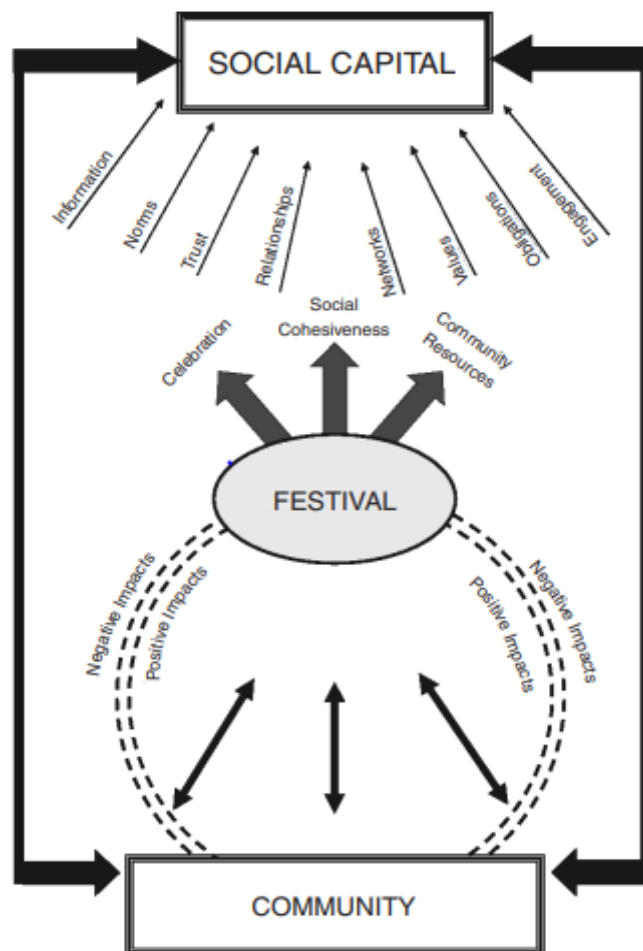 SOCIAL CAPITAL
Information
Norms
Trust
Relationships
Networks
Values
Obligations
Engagement
Celebration
Social
Cohesiveness
Community
Resources
FESTIVAL
Negative Impacts
Positive Impacts
Positive Impacts
Negative Impacts
COMMUNITY